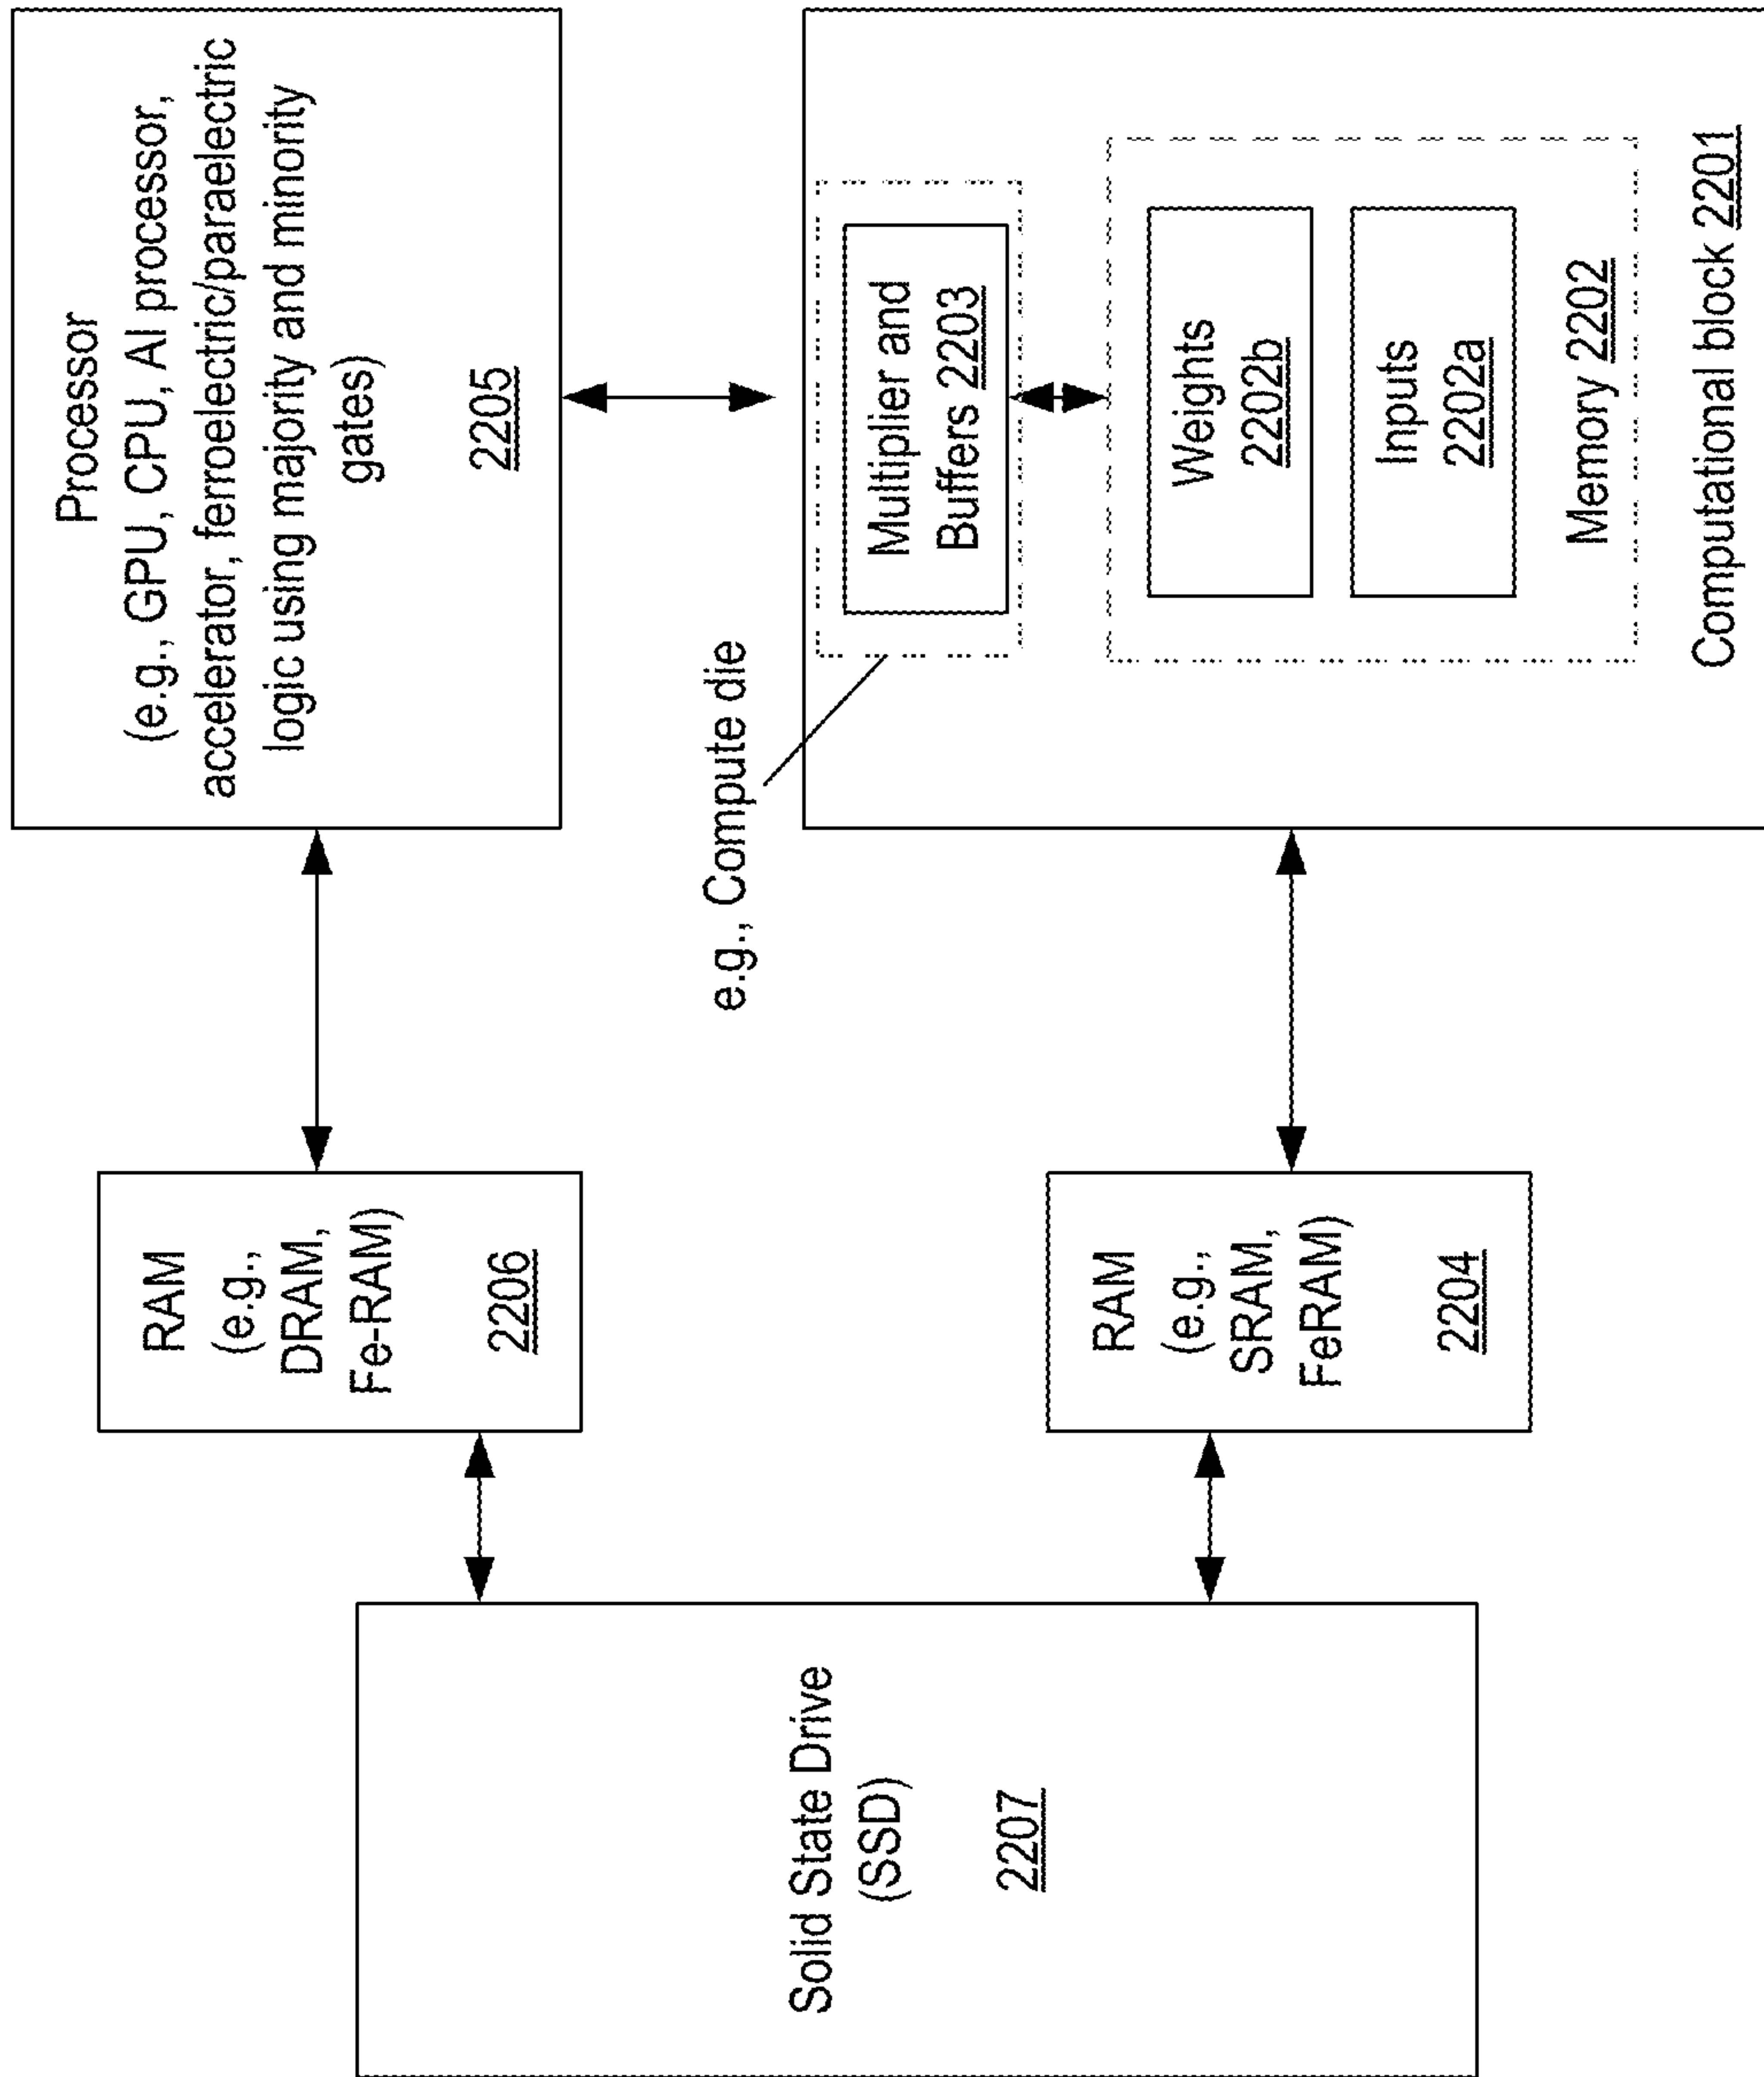 Processor
(e.g., GPU, CPU, AI processor,
accelerator, ferroelectric/paraelectric
logic using majority and minority
gates)
2205
RAM
(e.g.,
DRAM,
Fe-RAM)
2206
Solid State Drive
(SSD)
2207
RAM
(e.g.,
SRAM,
FeRAM)
2204
e.g., Compute die
Multiplier and
Buffers 2203
Weights
2202b
Inputs
2202a
Memory 2202
Computational block 2201